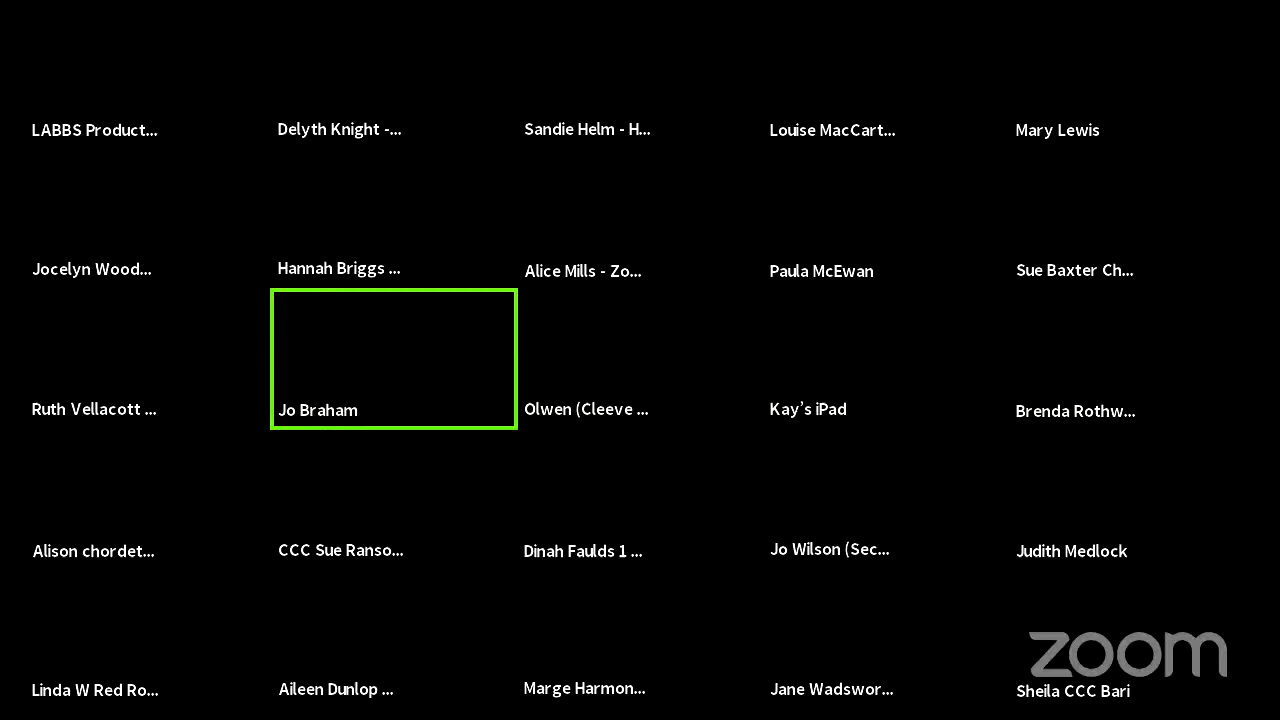 LABBS Product...
Delyth Knight -...
Sandie Helm - H...
Louise MacCart...
Mary Lewis
Jocelyn Wood...
Hannah Briggs ...
Alice Mills - Zo...
Paula McEwan
Sue Baxter Ch...
Ruth Vellacott ...
Jo Braham
Olwen (Cleeve ...
Kay’s iPad
Brenda Rothw...
Alison chordet...
CCC Sue Ranso...
Dinah Faulds 1 ...
Jo Wilson (Sec...
Judith Medlock
zoom
Linda W Red Ro...
Aileen Dunlop ...
Marge Harmon...
Jane Wadswor...
Sheila CCC Bari